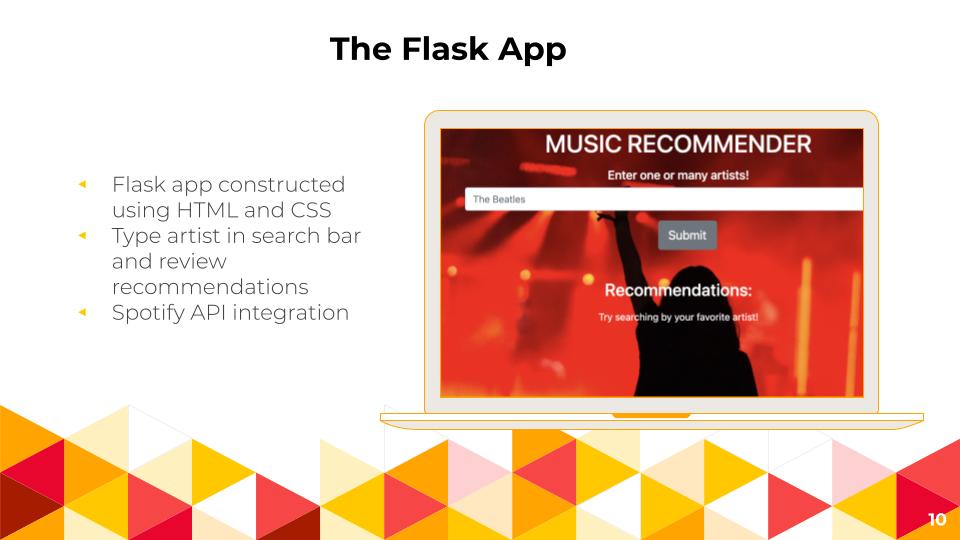 The Flask App
Flask app constructed
using HTML and CSS
Type artist in search bar
and review
recommendations
Spotify API integration
MUSIC RECOMMENDER
Enter one or many artists!
The Beatles
Submit
Recommendations:
Try searching by your favorite artist!
10